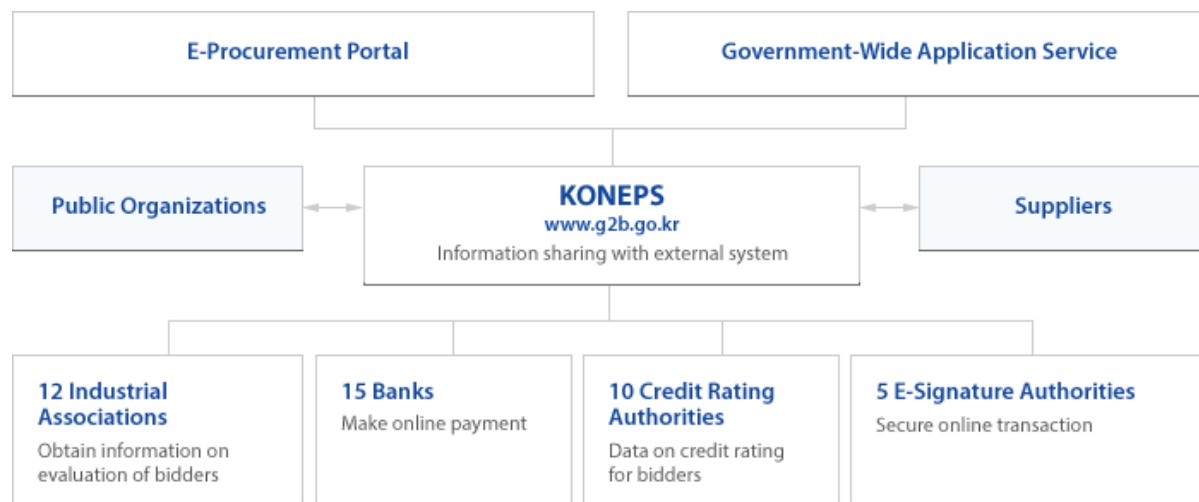 E-Procurement Portal
Government-Wide Application Service
Public Organizations
KONEPS
www.g2b.go.kr
Information sharing with external system
Suppliers
12 Industrial
Associations
Obtain information on
evaluation of bidders
15 Banks
Make online payment
10 Credit Rating
Authorities
Data on credit rating
for bidders
5 E-Signature Authorities
Secure online transaction